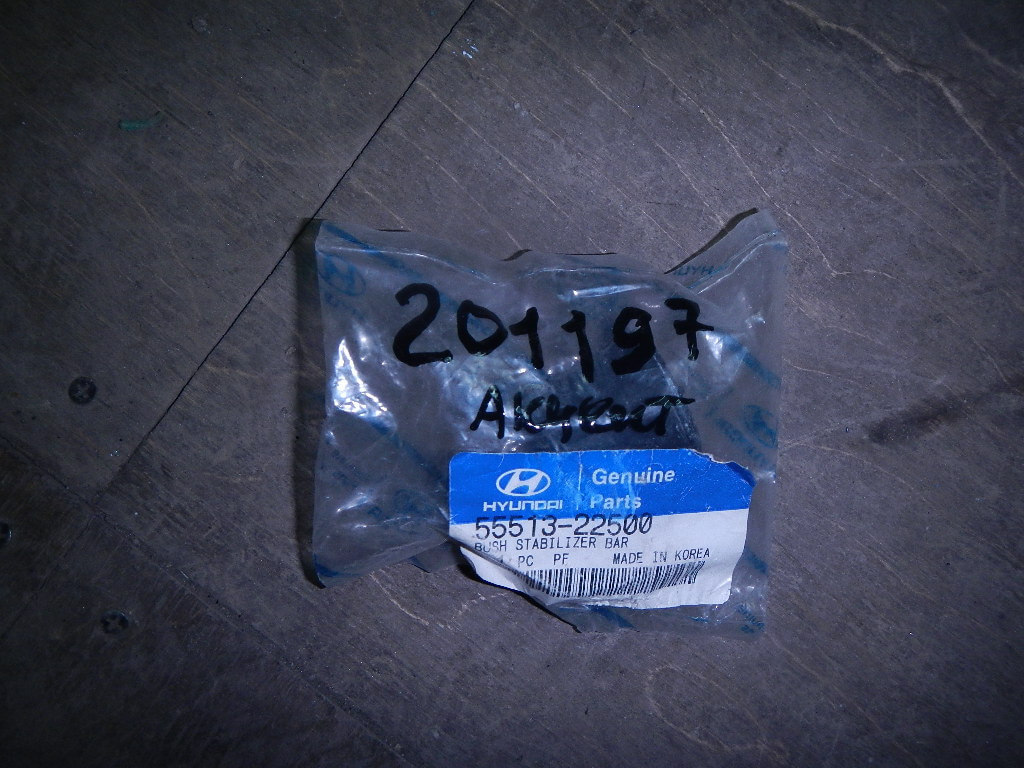 201197
Акцент
HYUNDAI
Genuine
Parts
55513-22500
BUSH STABILIZER BAR
PC PF MADE IN KOREA